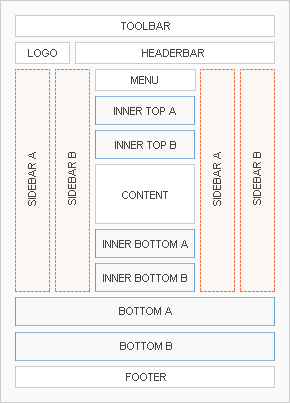 TOOLBAR
LOGO
HEADERBAR
MENU
SIDEBAR A
SIDEBAR B
INNER TOP A
INNER TOP B
CONTENT
INNER BOTTOM A
INNER BOTTOM B
SIDEBAR A
SIDEBAR B
BOTTOM A
BOTTOM B
FOOTER